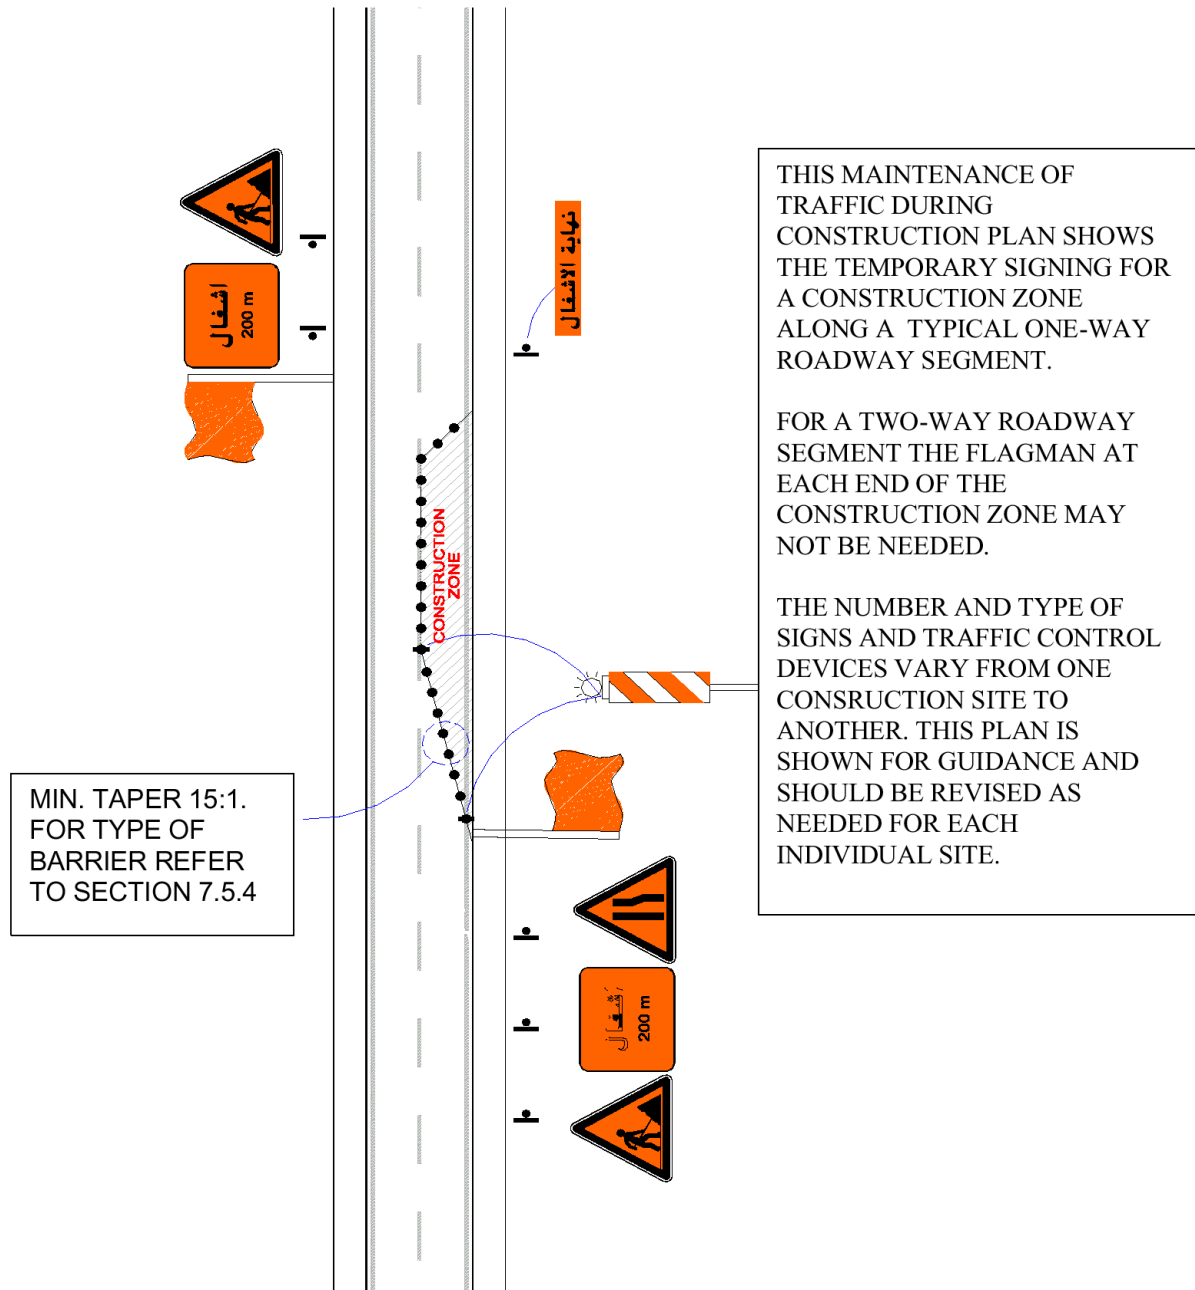 THIS MAINTENANCE OF
TRAFFIC DURING
CONSTRUCTION PLAN SHOWS
THE TEMPORARY SIGNING FOR
A CONSTRUCTION ZONE
ALONG A TYPICAL ONE-WAY
ROADWAY SEGMENT.
FOR A TWO-WAY ROADWAY
SEGMENT THE FLAGMAN AT
EACH END OF THE
CONSTRUCTION ZONE MAY
NOT BE NEEDED.
THE NUMBER AND TYPE OF
SIGNS AND TRAFFIC CONTROL
DEVICES VARY FROM ONE
CONSRUCTION SITE TO
ANOTHER. THIS PLAN IS
SHOWN FOR GUIDANCE AND
SHOULD BE REVISED AS
NEEDED FOR EACH
INDIVIDUAL SITE.
اشغال
200 m
نهاية الاشغال
CONSTRUCTION
ZONE
MIN. TAPER 15:1.
FOR TYPE OF
BARRIER REFER
TO SECTION 7.5.4
200 m